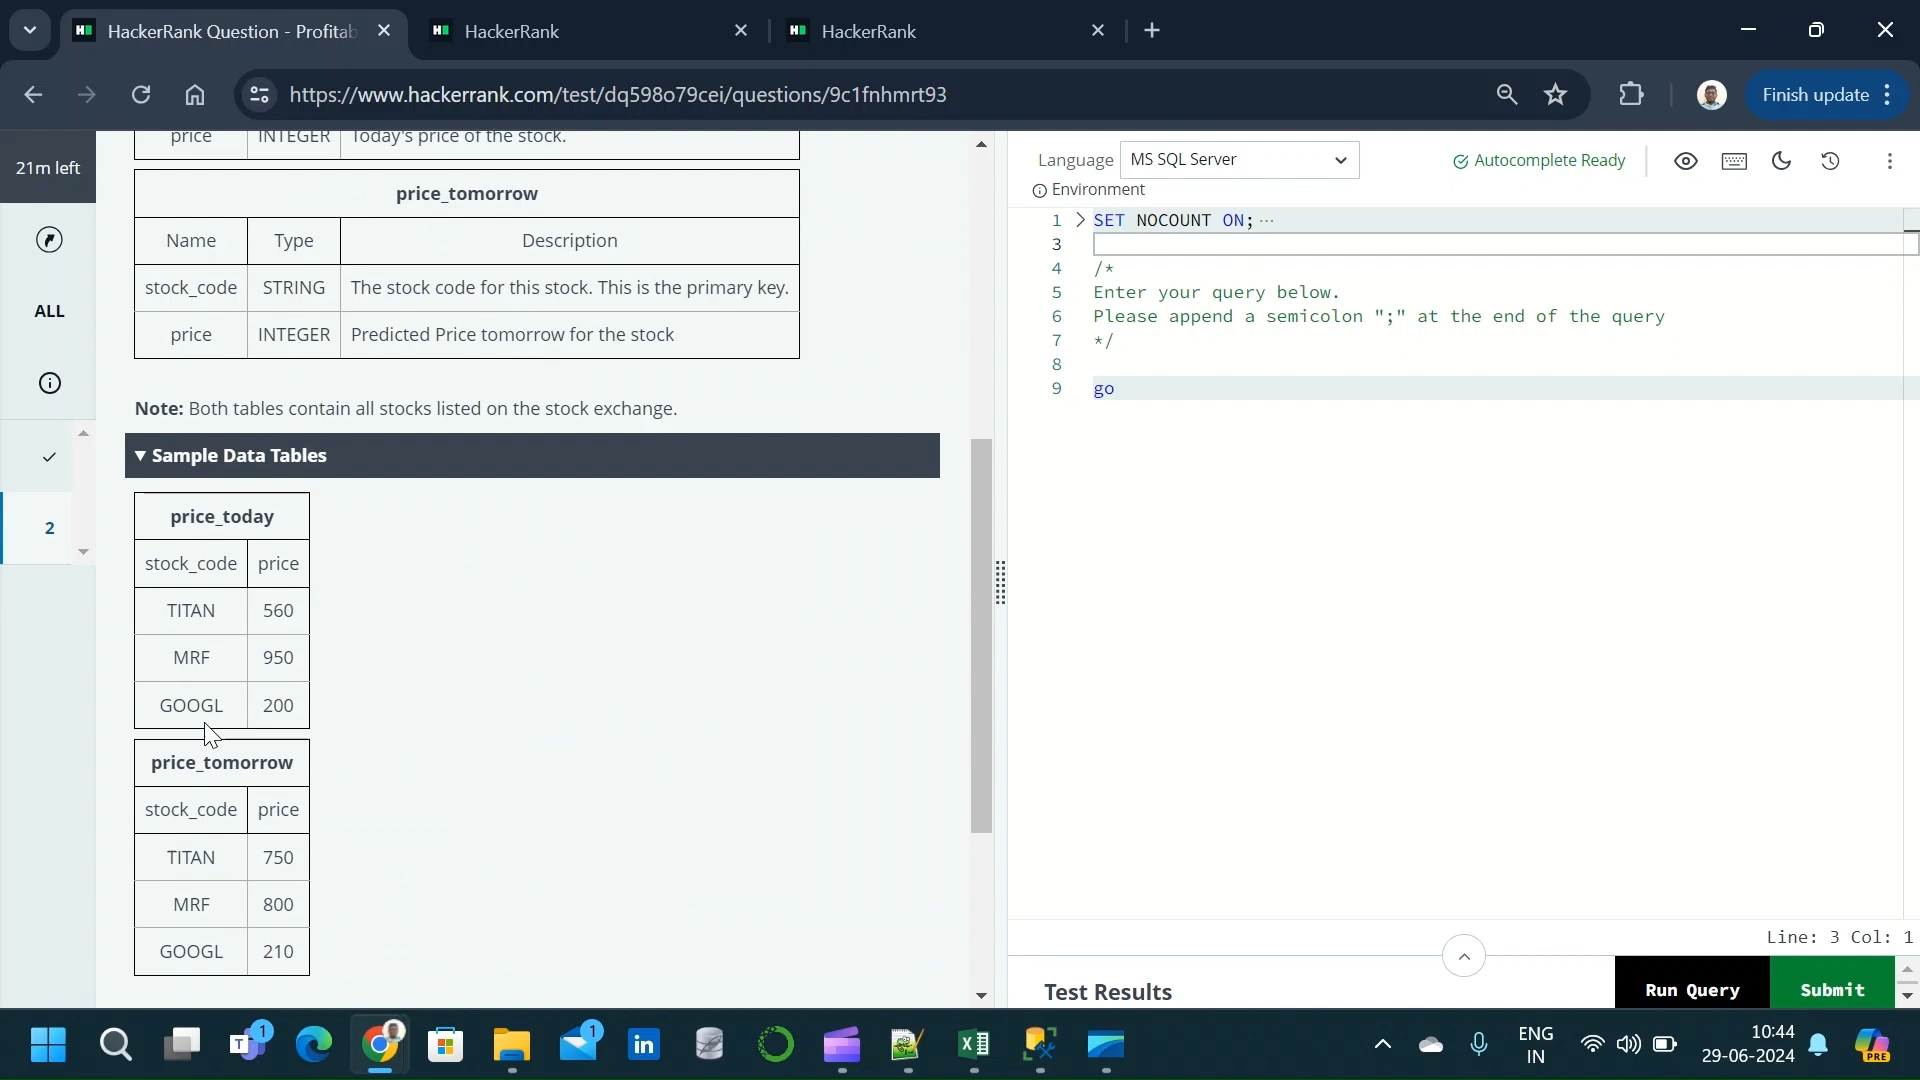 HackerRank Question - Profitab
HackerRank
HackerRank
https://www.hackerrank.com/test/dq598o79cei/questions/9c1fnhmrt93
Finish update
21m left
ALL
2
price INTEGER Today's price of the stock.
price_tomorrow
Name Type Description
stock_code STRING The stock code for this stock. This is the primary key.
price INTEGER Predicted Price tomorrow for the stock
Note: Both tables contain all stocks listed on the stock exchange.
Sample Data Tables
price_today
stock_code price
TITAN 560
MRF 950
GOOGL 200
price_tomorrow
stock_code price
TITAN 750
MRF 800
GOOGL 210
Language MS SQL Server Autocomplete Ready
Environment
1 SET NOCOUNT ON; ...
3
4 /*
5 Enter your query below.
6 Please append a semicolon ";" at the end of the query
7 */
8
9 go
Line: 3 Col: 1
Test Results Run Query Submit
T 1 1 in ENG IN 10:44 29-06-2024 PRE